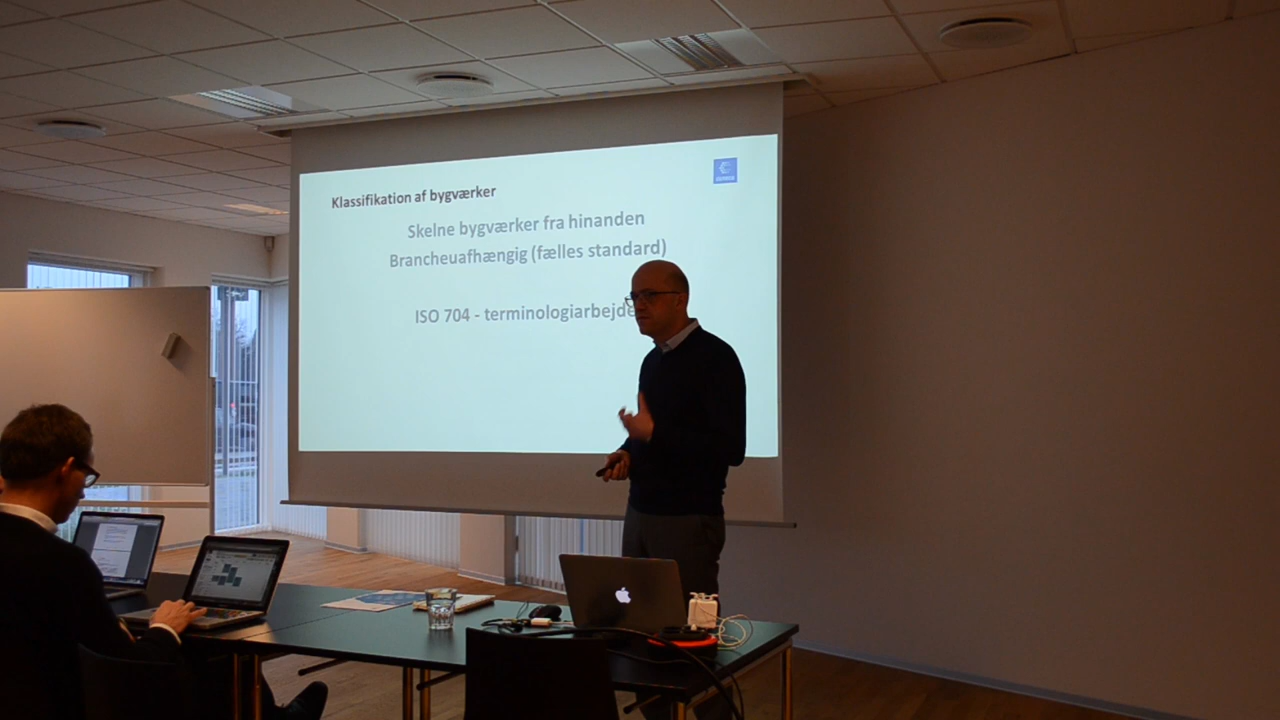 Klassifikation af bygværker
Skelne bygværker fra hinanden
Brancheuafhængig (fælles standard)
ISO 704 - terminologiarbejde